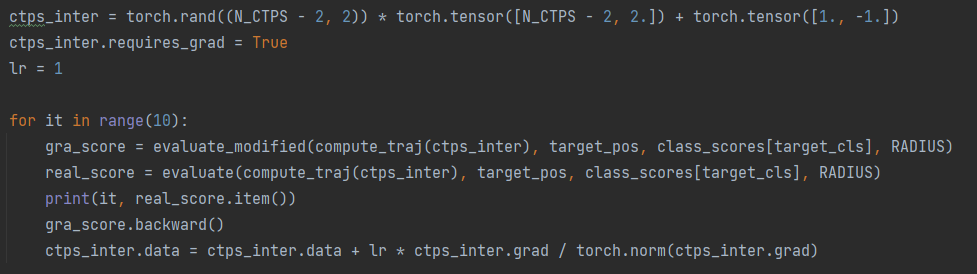 ctps_inter = torch.rand((N_CTPS - 2, 2)) * torch.tensor([N_CTPS - 2, 2.]) + torch.tensor([1., -1.])
ctps_inter.requires_grad = True
lr = 1
for it in range(10):
gra_score = evaluate_modified(compute_traj(ctps_inter), target_pos, class_scores[target_cls], RADIUS)
real_score = evaluate(compute_traj(ctps_inter), target_pos, class_scores[target_cls], RADIUS)
print(it, real_score.item())
gra_score.backward()
ctps_inter.data = ctps_inter.data + lr * ctps_inter.grad / torch.norm(ctps_inter.grad)